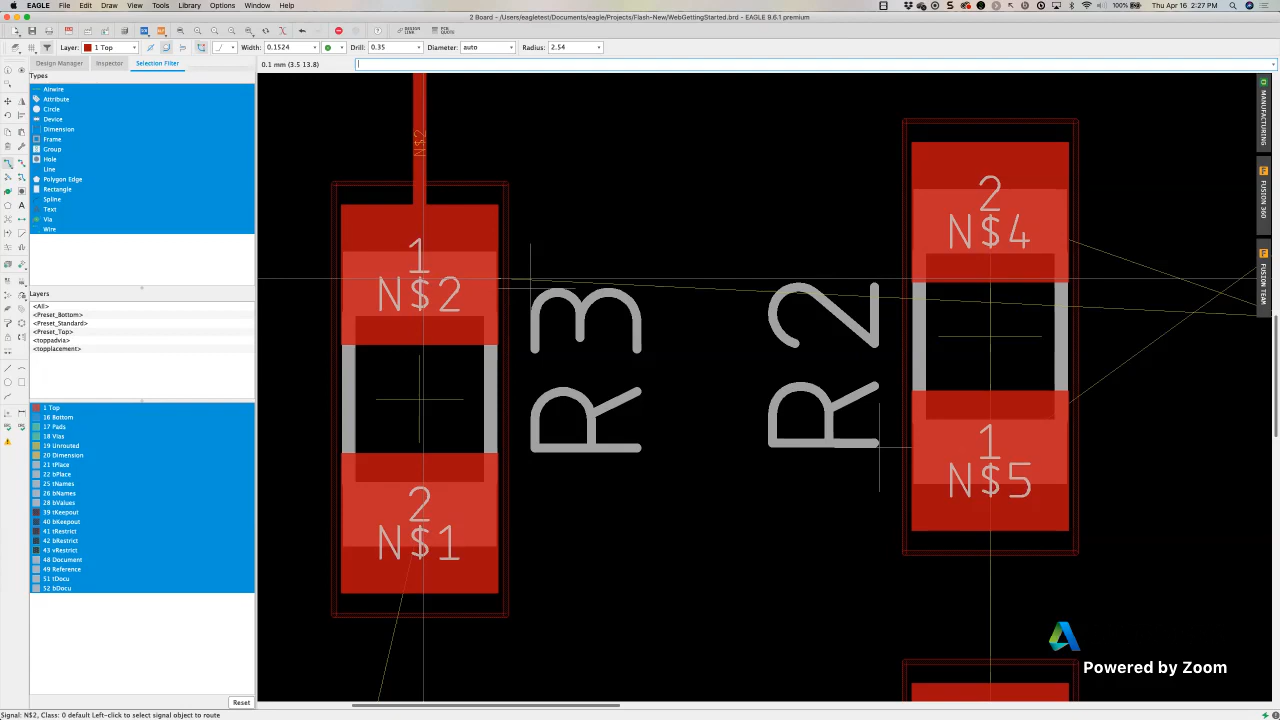 EAGLE File Edit Draw View Tools Library Options Window Help
100% Thu Apr 16 2:27 PM
2 Board - /Users/eagletest/Documents/eagle/Projects/Flash-New/WebGettingStarted.brd - EAGLE 9.6.1 premium
DESIGN LINK
PCB QUOTE
Layer: 1 Top Width: 0.1524 Drill: 0.35 Diameter: auto Radius: 2.54
Design Manager Inspector Selection Filter
0.1 mm (3.5 13.8)
Types
Airwire
Attribute
Circle
Device
Dimension
Frame
Group
Hole
Line
Polygon Edge
Rectangle
Spline
Text
Via
Wire
Layers
<All>
<Preset_Bottom>
<Preset_Standard>
<Preset_Top>
<toppadvia>
<topplacement>
1 Top
16 Bottom
17 Pads
18 Vias
19 Unrouted
20 Dimension
21 tPlace
22 bPlace
25 tNames
26 bNames
28 bValues
39 tKeepout
40 bKeepout
41 tRestrict
42 bRestrict
43 vRestrict
48 Document
49 Reference
51 tDocu
52 bDocu
Reset
N$2
1
N$2
2
N$1
R3
R2
2
N$4
1
N$5
MANUFACTURING
FUSION 360
FUSION TEAM
Powered by Zoom
Signal: N$2, Class: 0 default Left-click to select signal object to route